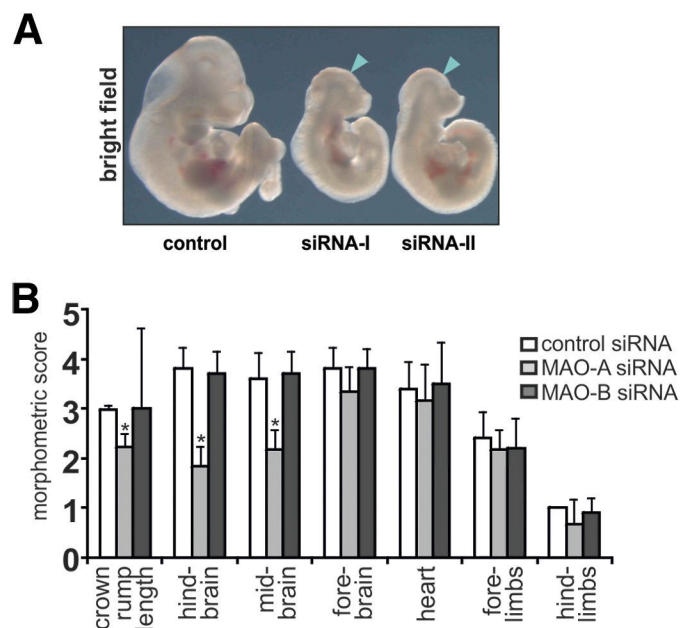 A
bright field
control siRNA-I siRNA-II
B
morphometric score
5
4
3
2
1
0
control siRNA
MAO-A siRNA
MAO-B siRNA
*
*
*
crown
rump
length
hind-
brain
mid-
brain
fore-
brain
heart
fore-
limbs
hind-
limbs